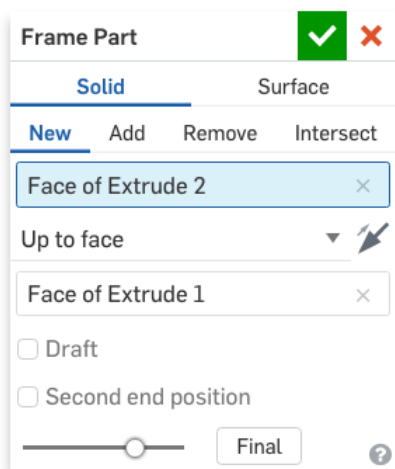 Frame Part
Solid Surface
New Add Remove Intersect
Face of Extrude 2
Up to face
Face of Extrude 1
Draft
Second end position
Final